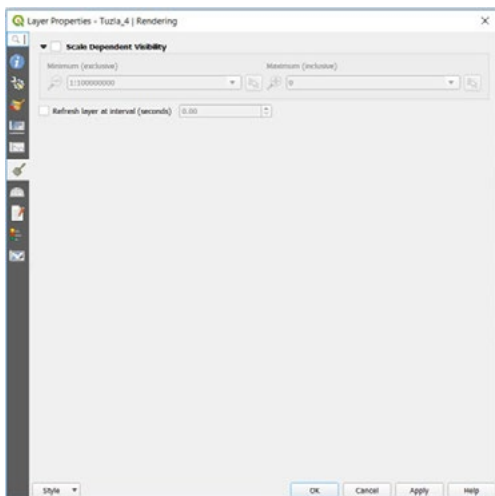 Layer Properties - Tuzla_4 | Rendering
Scale Dependent Visibility
Minimum (exclusive) Maximum (inclusive)
1:100000000 0
Refresh layer at interval (seconds) 0.00
Style OK Cancel Apply Help